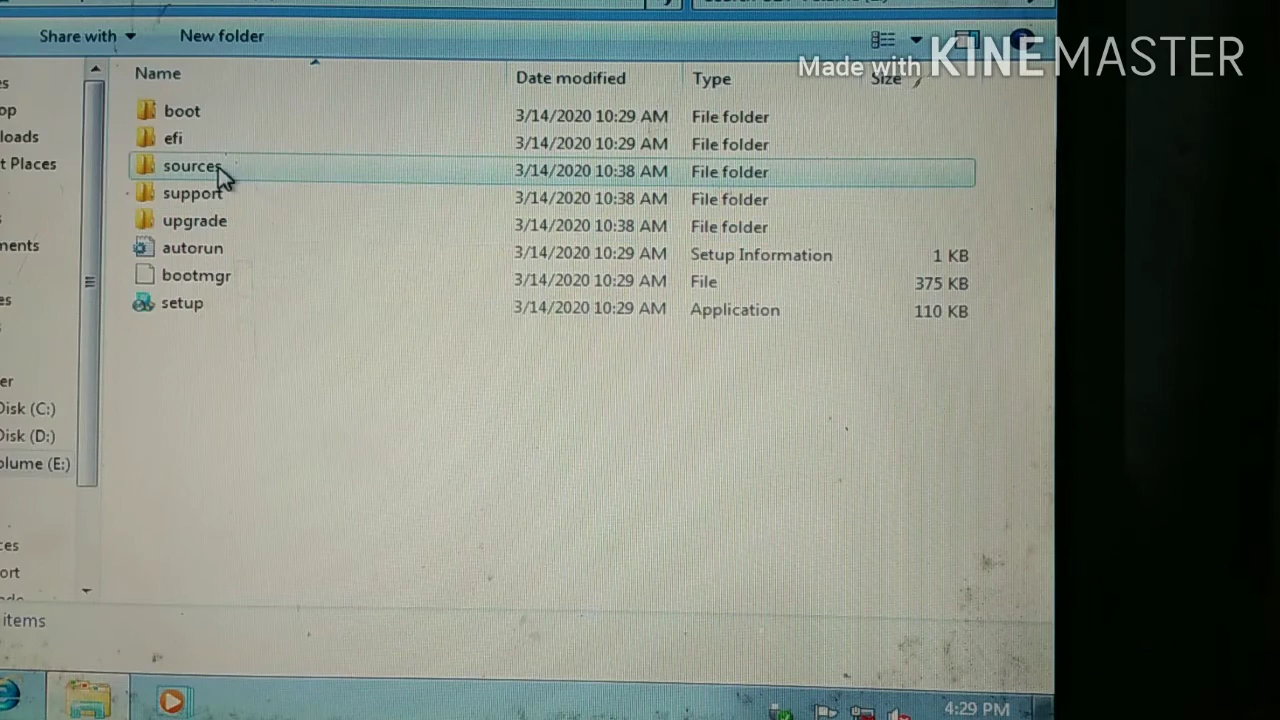 Share with New folder
Made with KINEMASTER
Name Date modified Type Size
boot 3/14/2020 10:29 AM File folder
efi 3/14/2020 10:29 AM File folder
sources 3/14/2020 10:38 AM File folder
support 3/14/2020 10:38 AM File folder
upgrade 3/14/2020 10:38 AM File folder
autorun 3/14/2020 10:29 AM Setup Information 1 KB
bootmgr 3/14/2020 10:29 AM File 375 KB
setup 3/14/2020 10:29 AM Application 110 KB
es
op
loads
t Places
s
ments
es
er
Disk (C:)
Disk (D:)
olume (E:)
ces
ort
items
4:29 PM